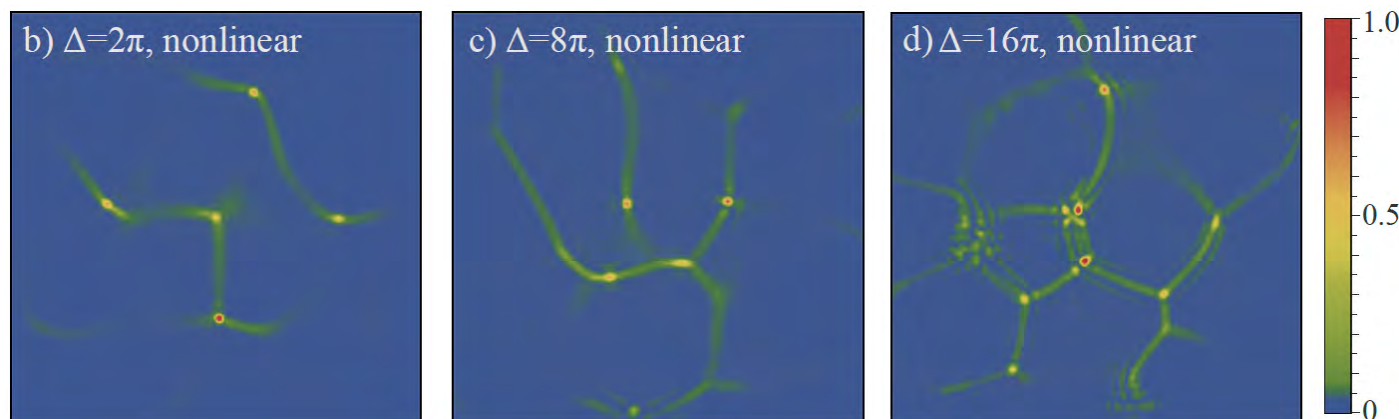 b) Δ=2π, nonlinear
c) Δ=8π, nonlinear
d) Δ=16π, nonlinear
1.0
0.5
0